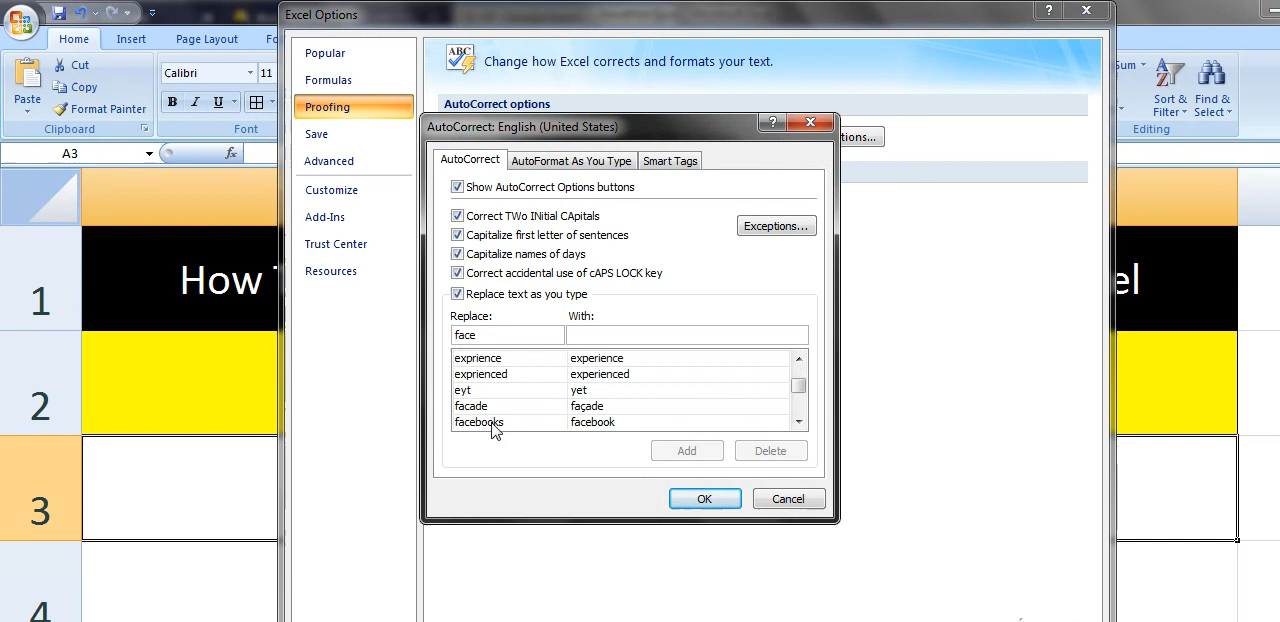 Excel Options
Home Insert Page Layout
Cut
Copy
Format Painter
Paste
Clipboard
Calibri 11
B I U
Font
Sum
Sort & Filter
Find & Select
Editing
A3 fx
Popular
Formulas
Proofing
Save
Advanced
Customize
Add-Ins
Trust Center
Resources
ABC
Change how Excel corrects and formats your text.
AutoCorrect options
AutoCorrect: English (United States)
AutoCorrect AutoFormat As You Type Smart Tags
Show AutoCorrect Options buttons
Correct TWo INitial CApitals
Exceptions...
Capitalize first letter of sentences
Capitalize names of days
Correct accidental use of cAPS LOCK key
Replace text as you type
Replace: With:
face
exprience experience
exprienced experienced
eyt yet
facade façade
facebooks facebook
Add Delete
OK Cancel
1 How
2
3
4